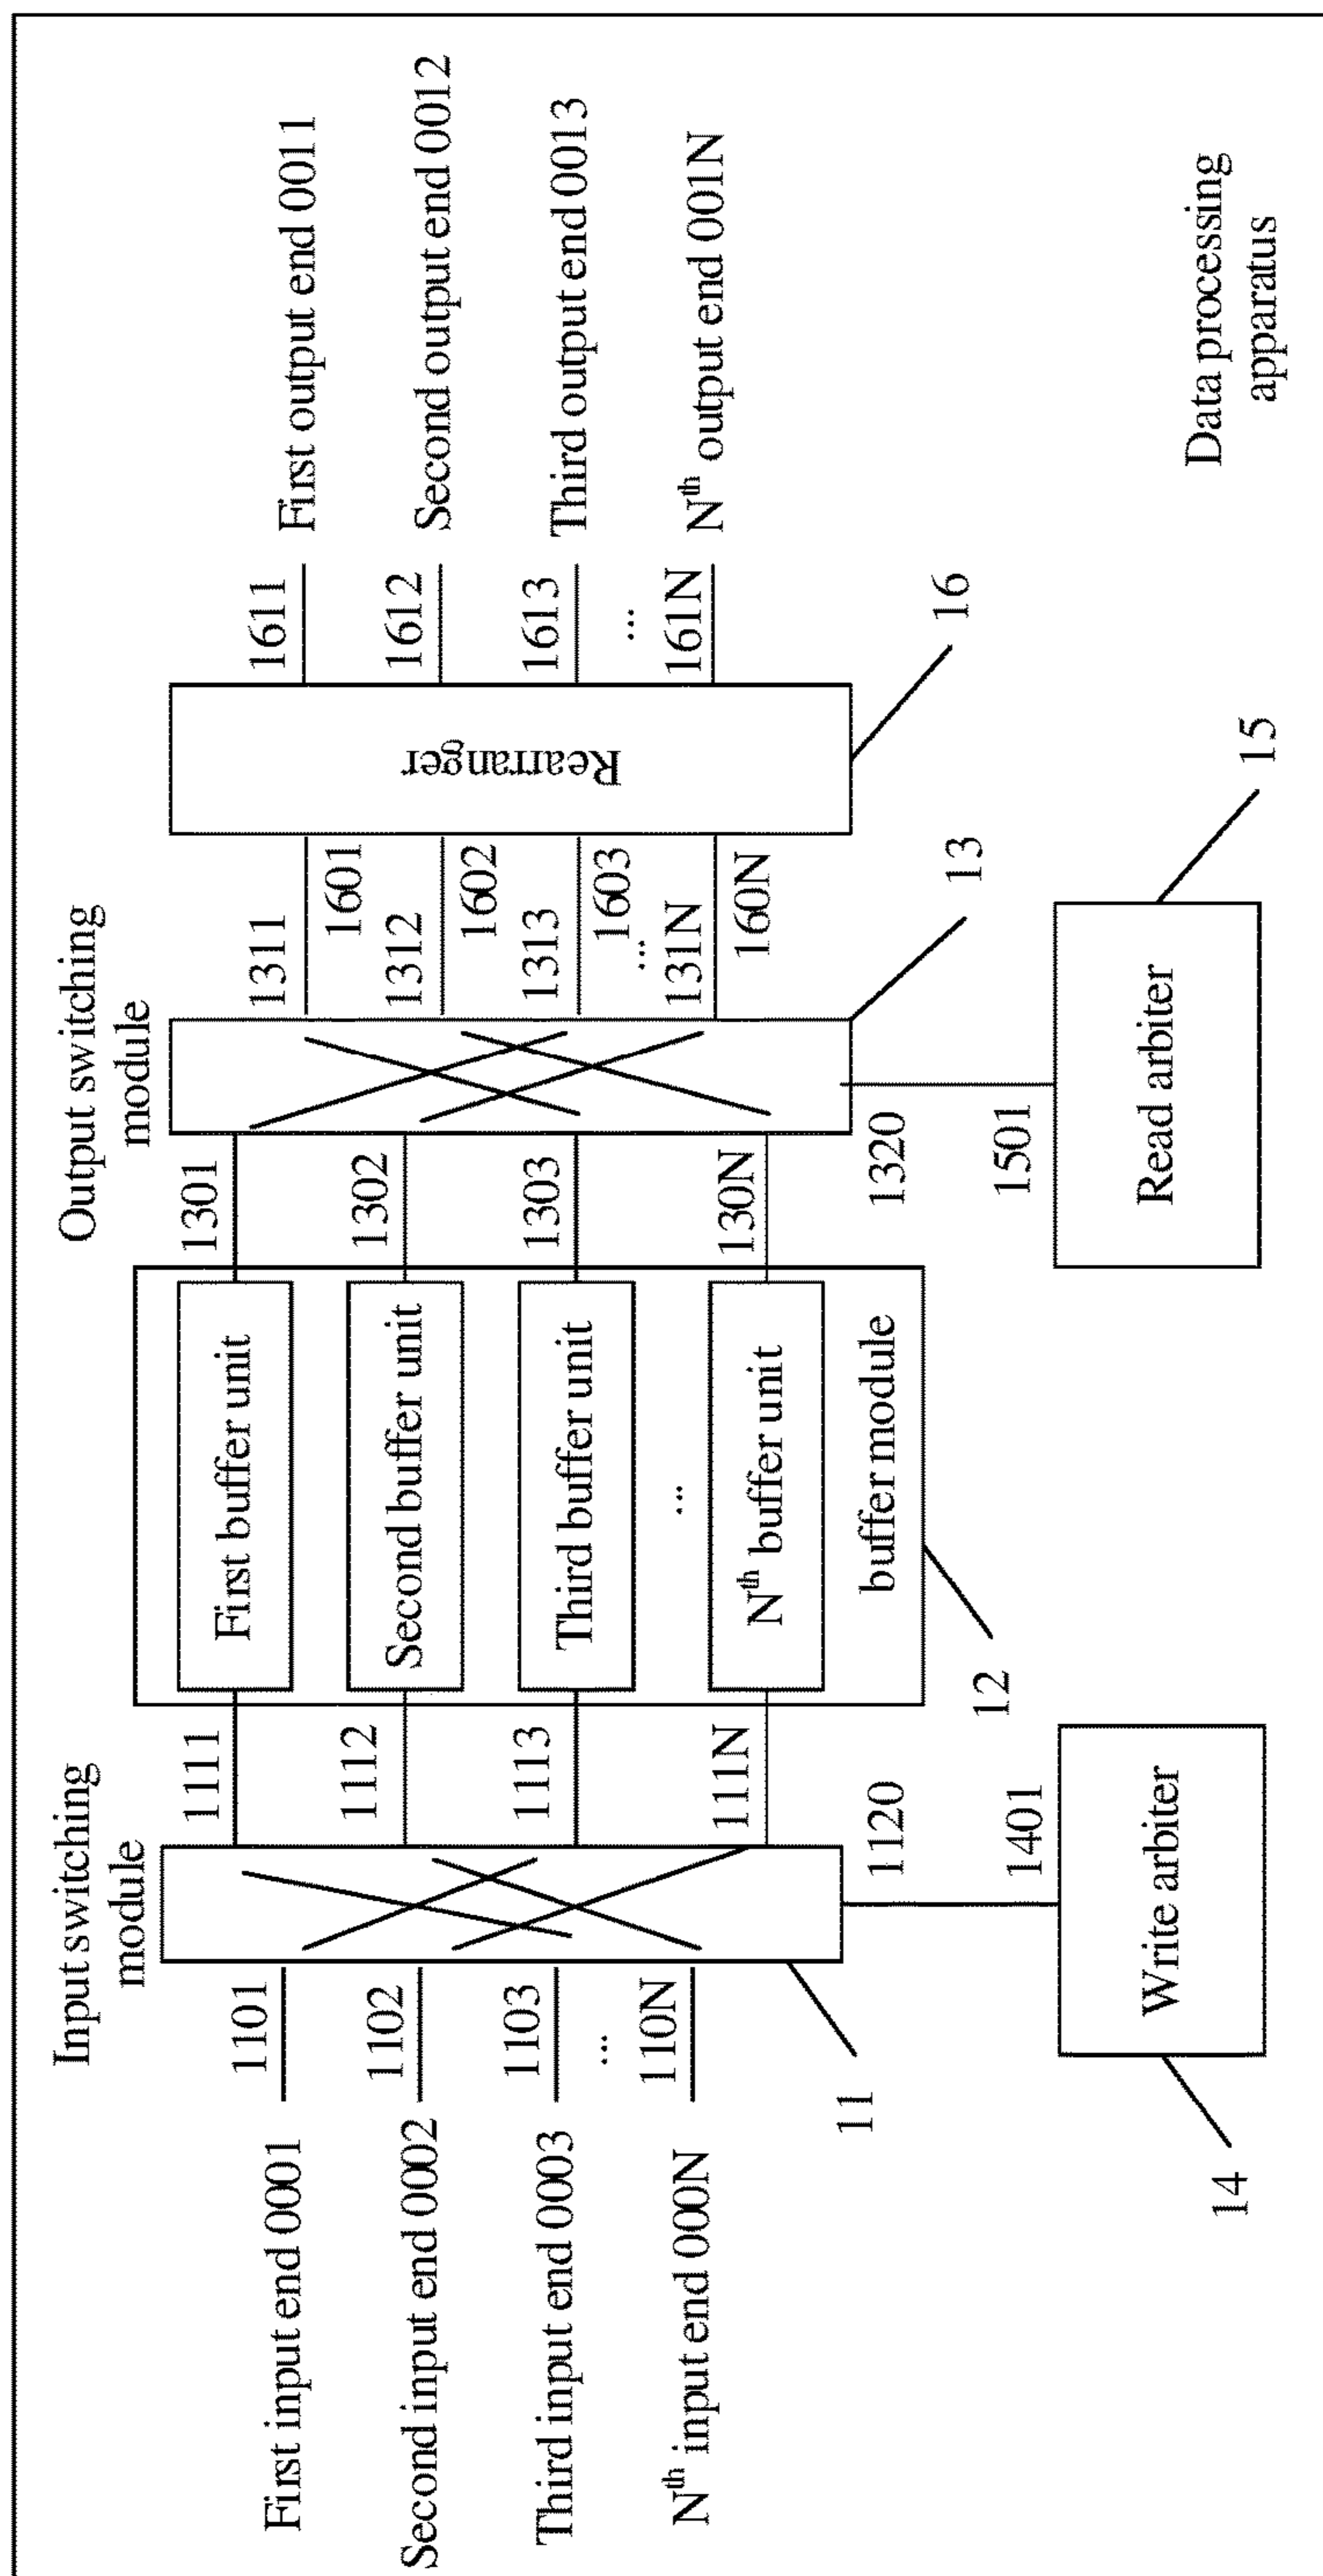 Input switching
module
Output switching
module
First input end 0001
1101
Second input end 0002
1102
Third input end 0003
1103
...
Nth input end 000N
110N
11
1111
1112
1113
111N
1120
1401
Write arbiter
14
First buffer unit
Second buffer unit
Third buffer unit
...
Nth buffer unit
buffer module
12
1301
1302
1303
130N
1320
1501
Read arbiter
15
13
1311
1601
1312
1602
1313
1603
...
131N
160N
Rearranger
16
1611
First output end 0011
1612
Second output end 0012
1613
Third output end 0013
...
161N
Nth output end 001N
Data processing
apparatus